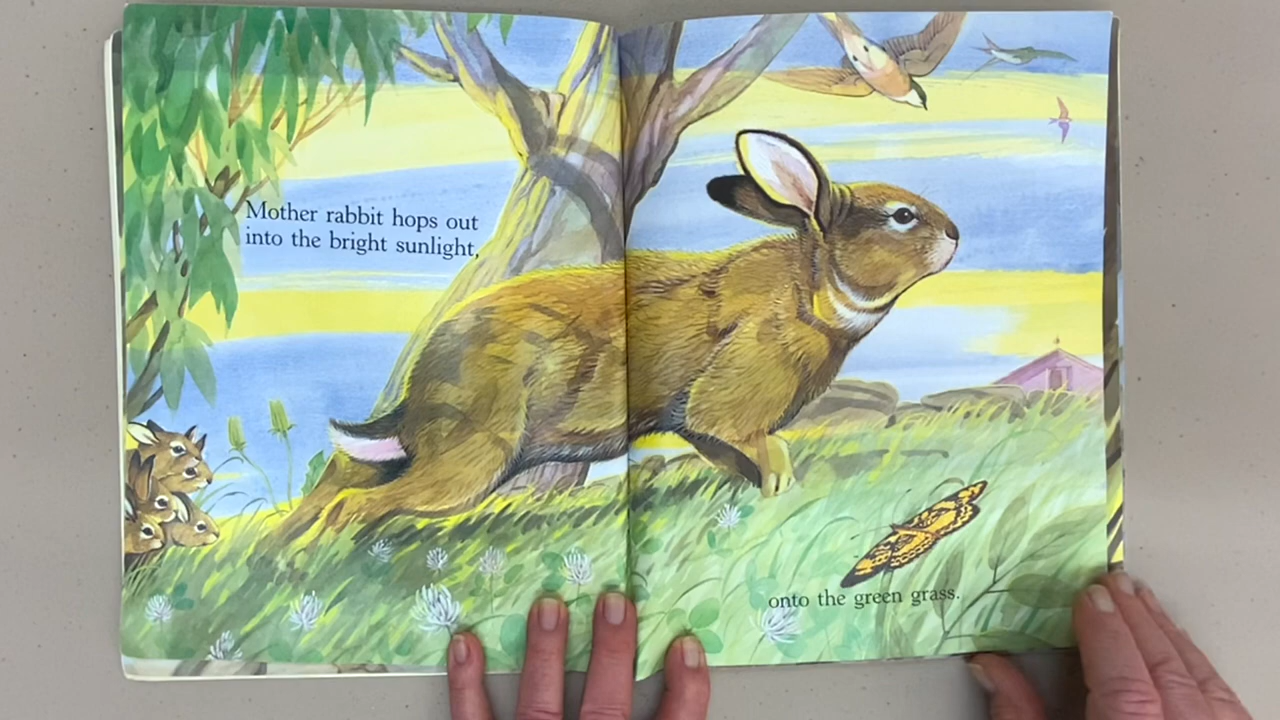 Mother rabbit hops out
into the bright sunlight,
onto the green grass.